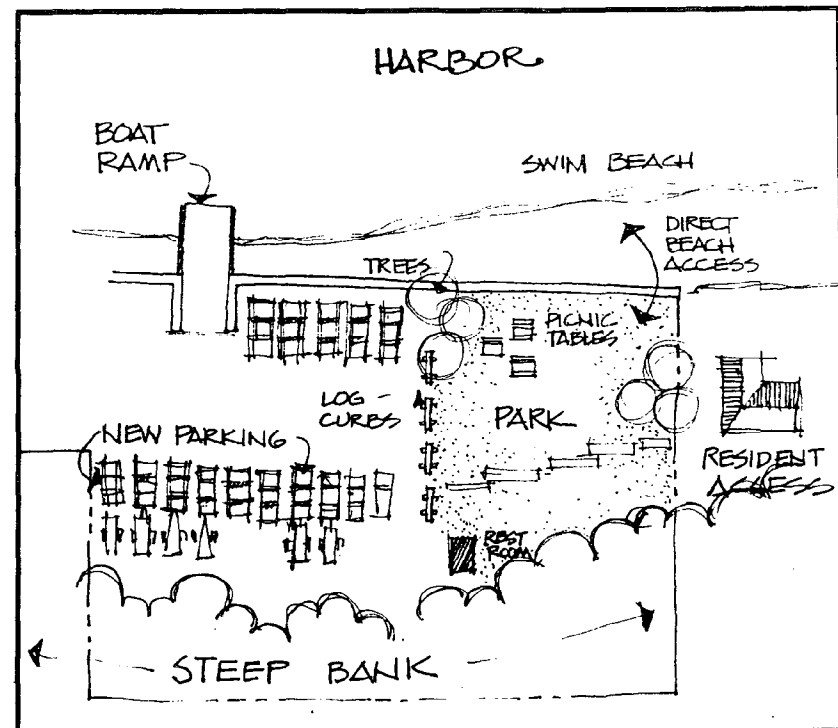 HARBOR
BOAT
RAMP
SWIM BEACH
DIRECT
BEACH
ACCESS
TREES
PICNIC
TABLES
LOG-
CURBS
PARK
NEW PARKING
RESIDENT
ACCESS
REST
ROOM
STEEP BANK